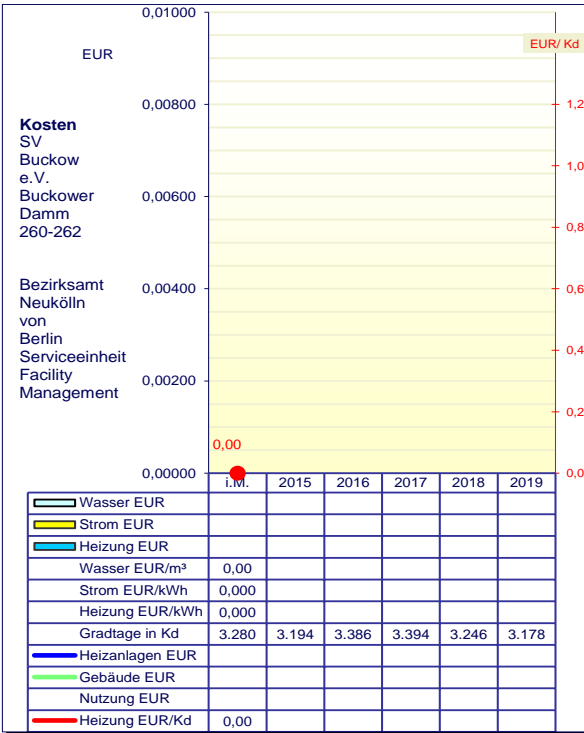 EUR
Kosten
SV
Buckow
e.V.
Buckower
Damm
260-262
Bezirksamt
Neukölln
von
Berlin
Serviceeinheit
Facility
Management
0,01000
0,00800
0,00600
0,00400
0,00200
0,00000
EUR/ Kd
1,2
1,0
0,8
0,6
0,4
0,2
0,0
0,00
i.M. 2015 2016 2017 2018 2019
Wasser EUR
Strom EUR
Heizung EUR
Wasser EUR/m³ 0,00
Strom EUR/kWh 0,000
Heizung EUR/kWh 0,000
Gradtage in Kd 3.280 3.194 3.386 3.394 3.246 3.178
Heizanlagen EUR
Gebäude EUR
Nutzung EUR
Heizung EUR/Kd 0,00